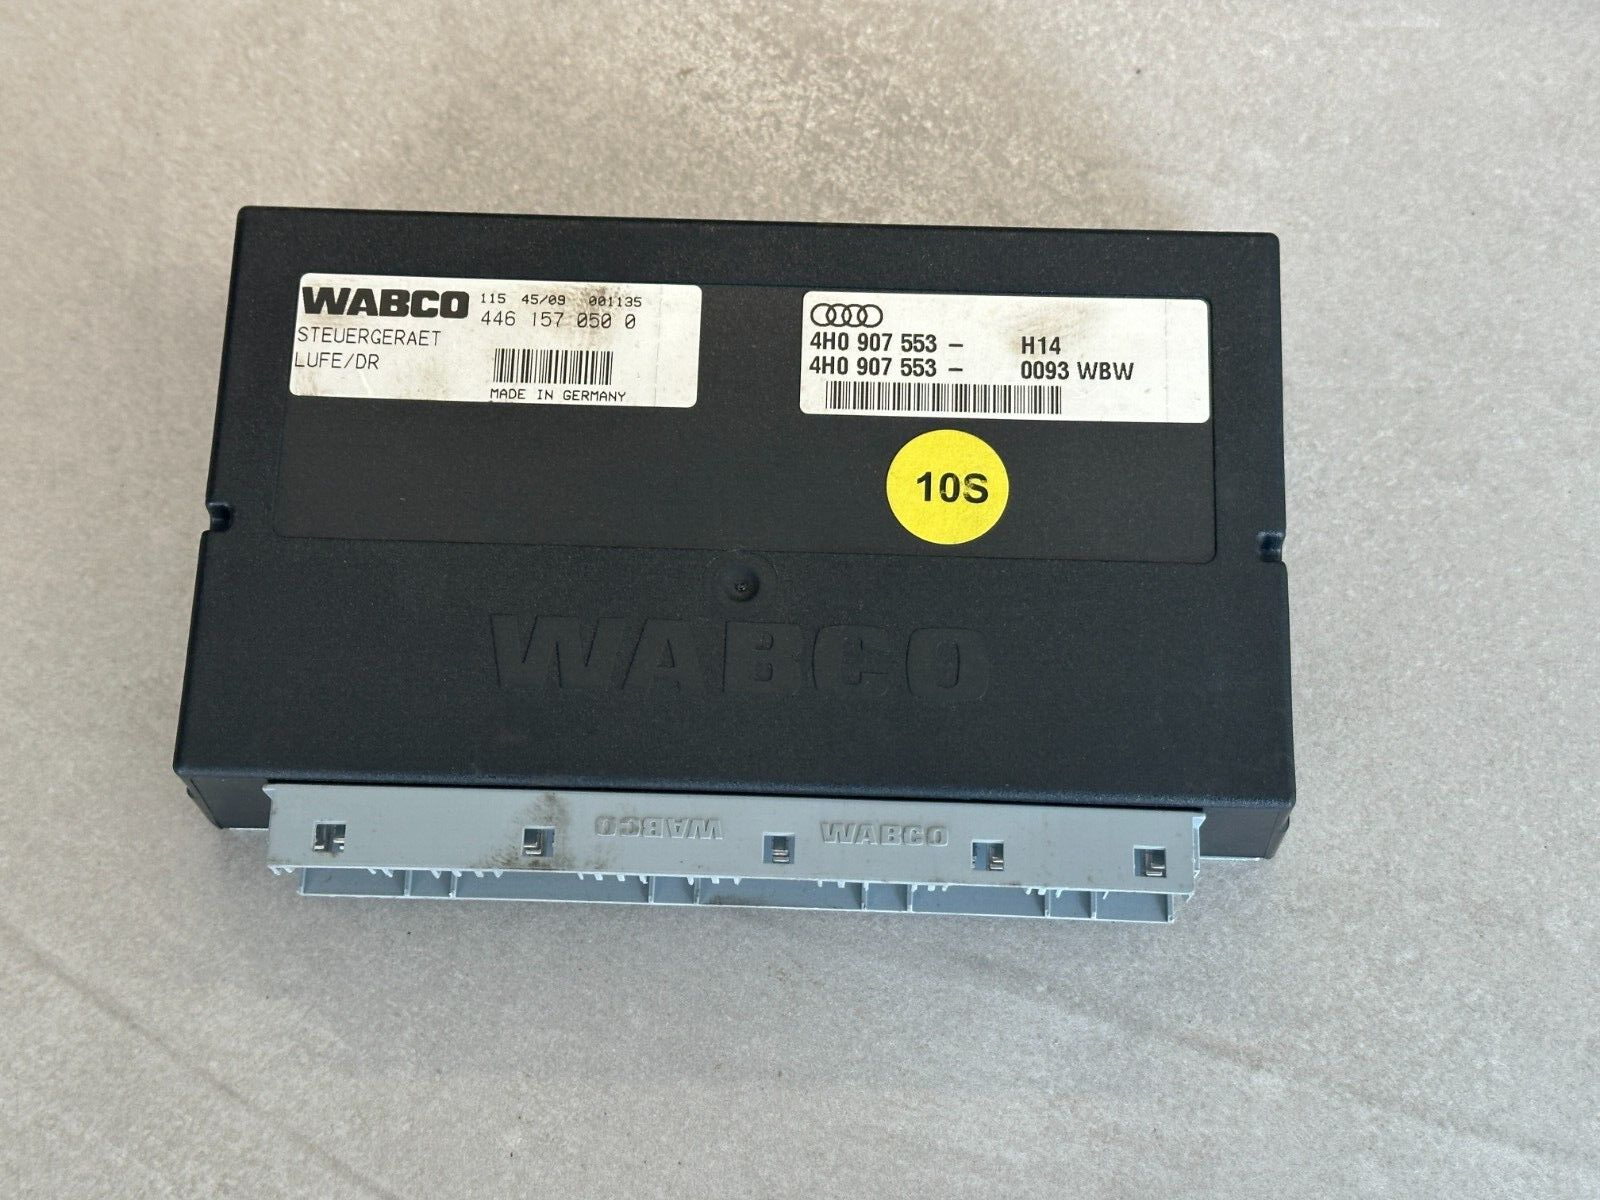 WABCO 115 45/09 001135
446 157 050 0
STEUERGERAET
LUFE/DR
MADE IN GERMANY
4H0 907 553 - H14
4H0 907 553 - 0093 WBW
10S
WABCO
WABCO WABCO